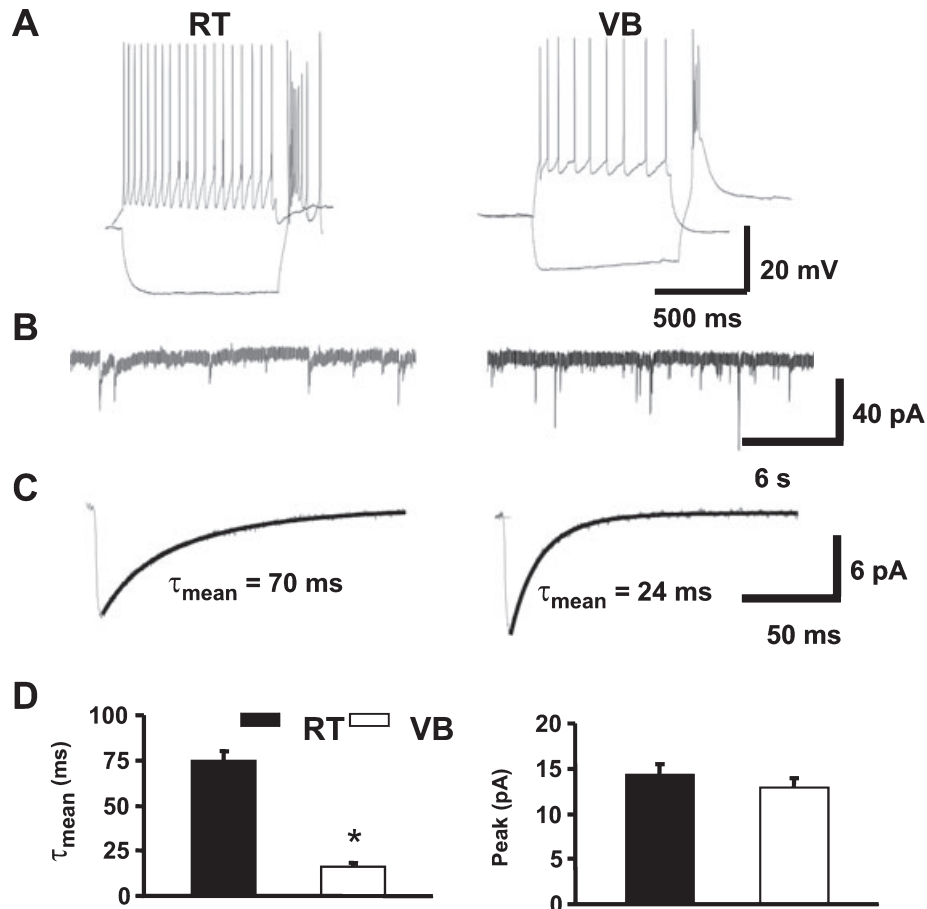 A
RT
VB
20 mV
500 ms
B
40 pA
6 s
C
τmean = 70 ms
τmean = 24 ms
6 pA
50 ms
D
RT
VB
100
75
50
25
0
τmean (ms)
*
20
15
10
5
0
Peak (pA)